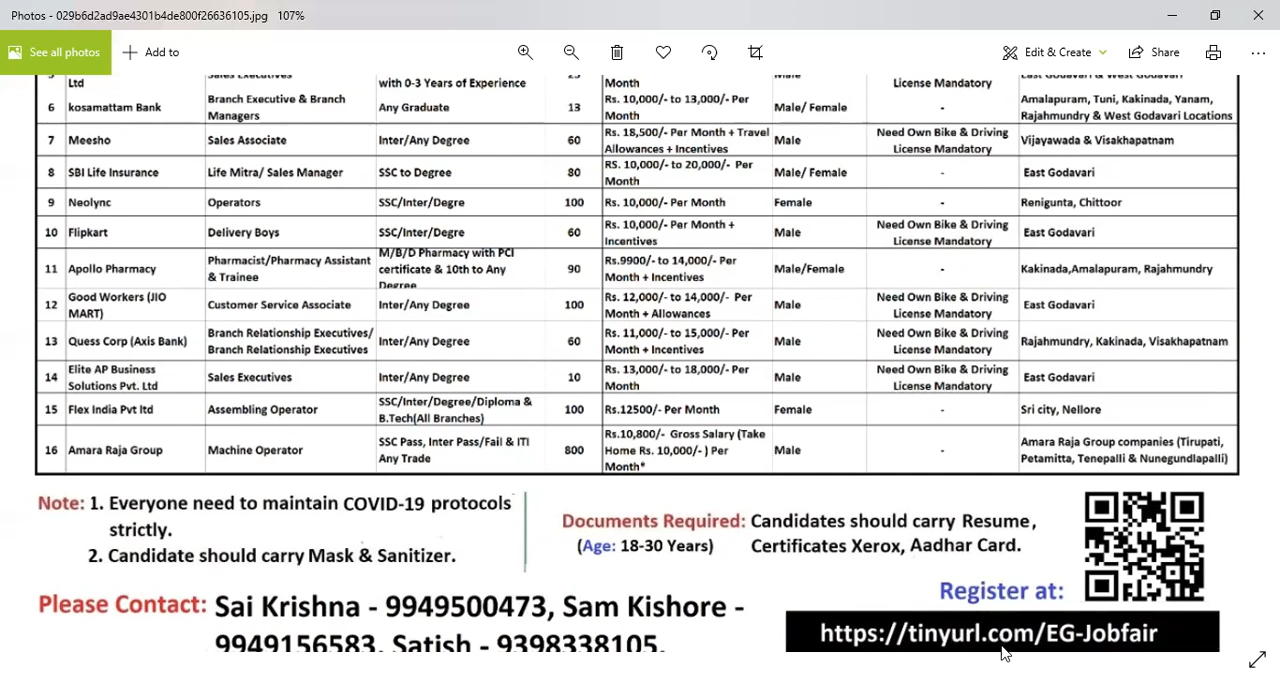 Photos - 029b6d2ad9ae4301b4de800f26636105.jpg 107%
See all photos
Add to
Edit & Create
Share
Ltd Sales Executives with 0-3 Years of Experience 25 Month Male License Mandatory East Godavari & West Godavari
6 kosamattam Bank Branch Executive & Branch Managers Any Graduate 13 Rs. 10,000/- to 13,000/- Per Month Male/ Female - Amalapuram, Tuni, Kakinada, Yanam, Rajahmundry & West Godavari Locations
7 Meesho Sales Associate Inter/Any Degree 60 Rs. 18,500/- Per Month + Travel Allowances + Incentives Male Need Own Bike & Driving License Mandatory Vijayawada & Visakhapatnam
8 SBI Life Insurance Life Mitra/ Sales Manager SSC to Degree 80 RS. 10,000/- to 20,000/- Per Month Male/ Female - East Godavari
9 Neolync Operators SSC/Inter/Degre 100 Rs. 10,000/- Per Month Female - Renigunta, Chittoor
10 Flipkart Delivery Boys SSC/Inter/Degre 60 Rs. 10,000/- Per Month + Incentives Male Need Own Bike & Driving License Mandatory East Godavari
11 Apollo Pharmacy Pharmacist/Pharmacy Assistant & Trainee M/B/D Pharmacy with PCI certificate & 10th to Any Degree 90 Rs.9900/- to 14,000/- Per Month + Incentives Male/Female - Kakinada,Amalapuram, Rajahmundry
12 Good Workers (JIO MART) Customer Service Associate Inter/Any Degree 100 Rs. 12,000/- to 14,000/- Per Month + Allowances Male Need Own Bike & Driving License Mandatory East Godavari
13 Quess Corp (Axis Bank) Branch Relationship Executives/ Branch Relationship Executives Inter/Any Degree 60 Rs. 11,000/- to 15,000/- Per Month + Incentives Male Need Own Bike & Driving License Mandatory Rajahmundry, Kakinada, Visakhapatnam
14 Elite AP Business Solutions Pvt. Ltd Sales Executives Inter/Any Degree 10 Rs. 13,000/- to 18,000/- Per Month Male Need Own Bike & Driving License Mandatory East Godavari
15 Flex India Pvt ltd Assembling Operator SSC/Inter/Degree/Diploma & B.Tech(All Branches) 100 Rs.12500/- Per Month Female - Sri city, Nellore
16 Amara Raja Group Machine Operator SSC Pass, Inter Pass/Fail & ITI Any Trade 800 Rs.10,800/- Gross Salary (Take Home Rs. 10,000/- ) Per Month* Male - Amara Raja Group companies (Tirupati, Petamitta, Tenepalli & Nunegundlapalli)
Note: 1. Everyone need to maintain COVID-19 protocols
strictly.
2. Candidate should carry Mask & Sanitizer.
Documents Required: Candidates should carry Resume,
(Age: 18-30 Years) Certificates Xerox, Aadhar Card.
Register at:
https://tinyurl.com/EG-Jobfair
Please Contact: Sai Krishna - 9949500473, Sam Kishore -
9949156583, Satish - 9398338105.